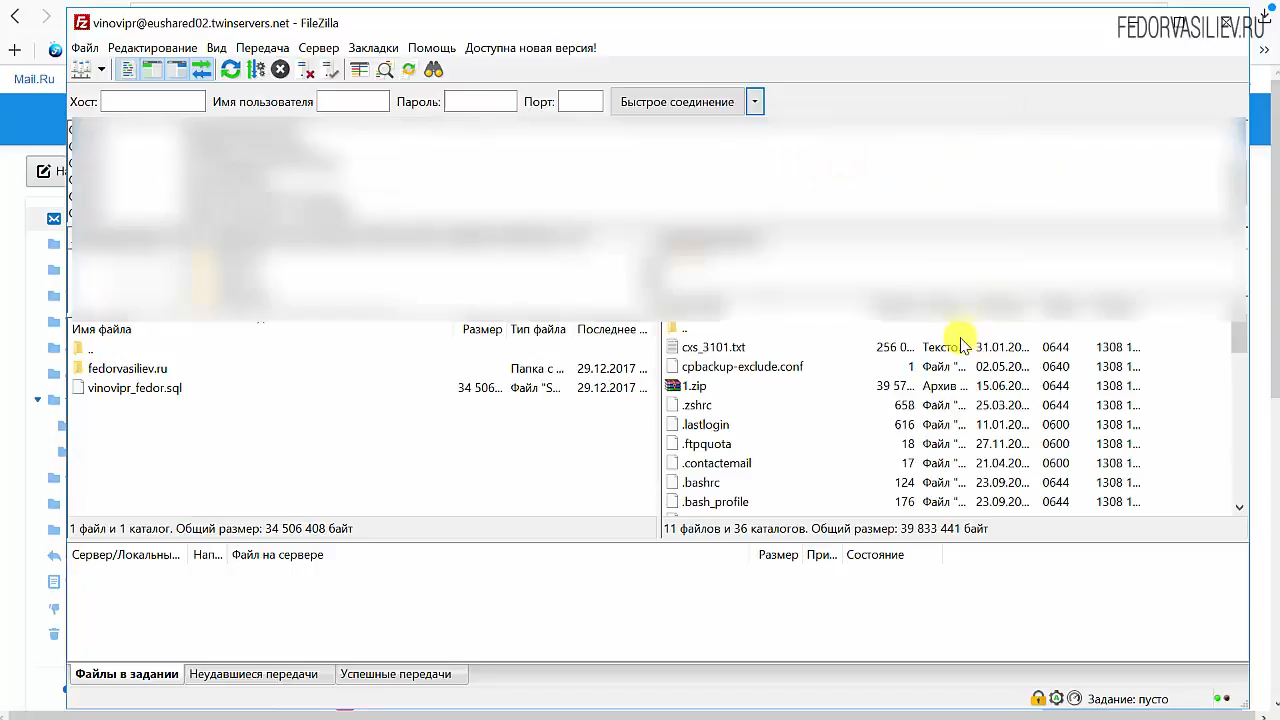 vinovipr@eushared02.twinservers.net - FileZilla
FEDORVASILIEV.RU
Файл Редактирование Вид Передача Сервер Закладки Помощь Доступна новая версия!
Mail.Ru
Хост: Имя пользователя Пароль: Порт: Быстрое соединение
Имя файла Размер Тип файла Последнее ...
..
fedorvasiliev.ru Папка с ... 29.12.2017 ...
vinovipr_fedor.sql 34 506... Файл "S... 29.12.2017 ...
..
cxs_3101.txt 256 0... Тексто... 31.01.20... 0644 1308 1...
cpbackup-exclude.conf 1 Файл "... 02.05.20... 0640 1308 1...
1.zip 39 57... Архив ... 15.06.20... 0644 1308 1...
.zshrc 658 Файл "... 25.03.20... 0644 1308 1...
.lastlogin 616 Файл "... 11.01.20... 0600 1308 1...
.ftpquota 18 Файл "... 27.11.20... 0600 1308 1...
.contactemail 17 Файл "... 21.04.20... 0600 1308 1...
.bashrc 124 Файл "... 23.09.20... 0644 1308 1...
.bash_profile 176 Файл "... 23.09.20... 0644 1308 1...
1 файл и 1 каталог. Общий размер: 34 506 408 байт
11 файлов и 36 каталогов. Общий размер: 39 833 441 байт
Сервер/Локальны... Нап... Файл на сервере Размер При... Состояние
Файлы в задании Неудавшиеся передачи Успешные передачи
Задание: пусто